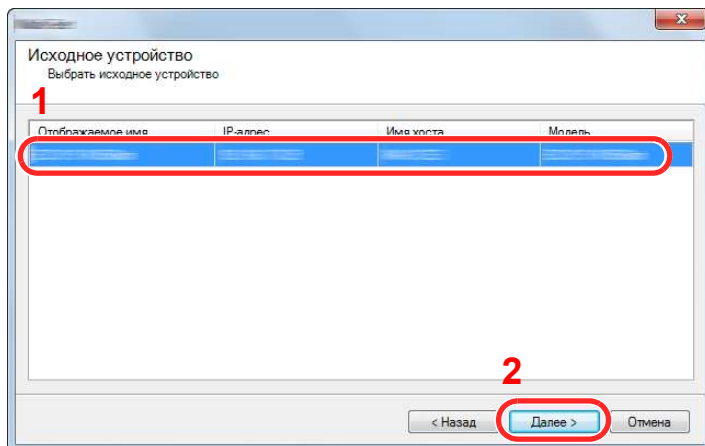 Исходное устройство
Выбрать исходное устройство
1
Отображаемое имя IP-адрес Имя хоста Модель
2
< Назад Далее > Отмена